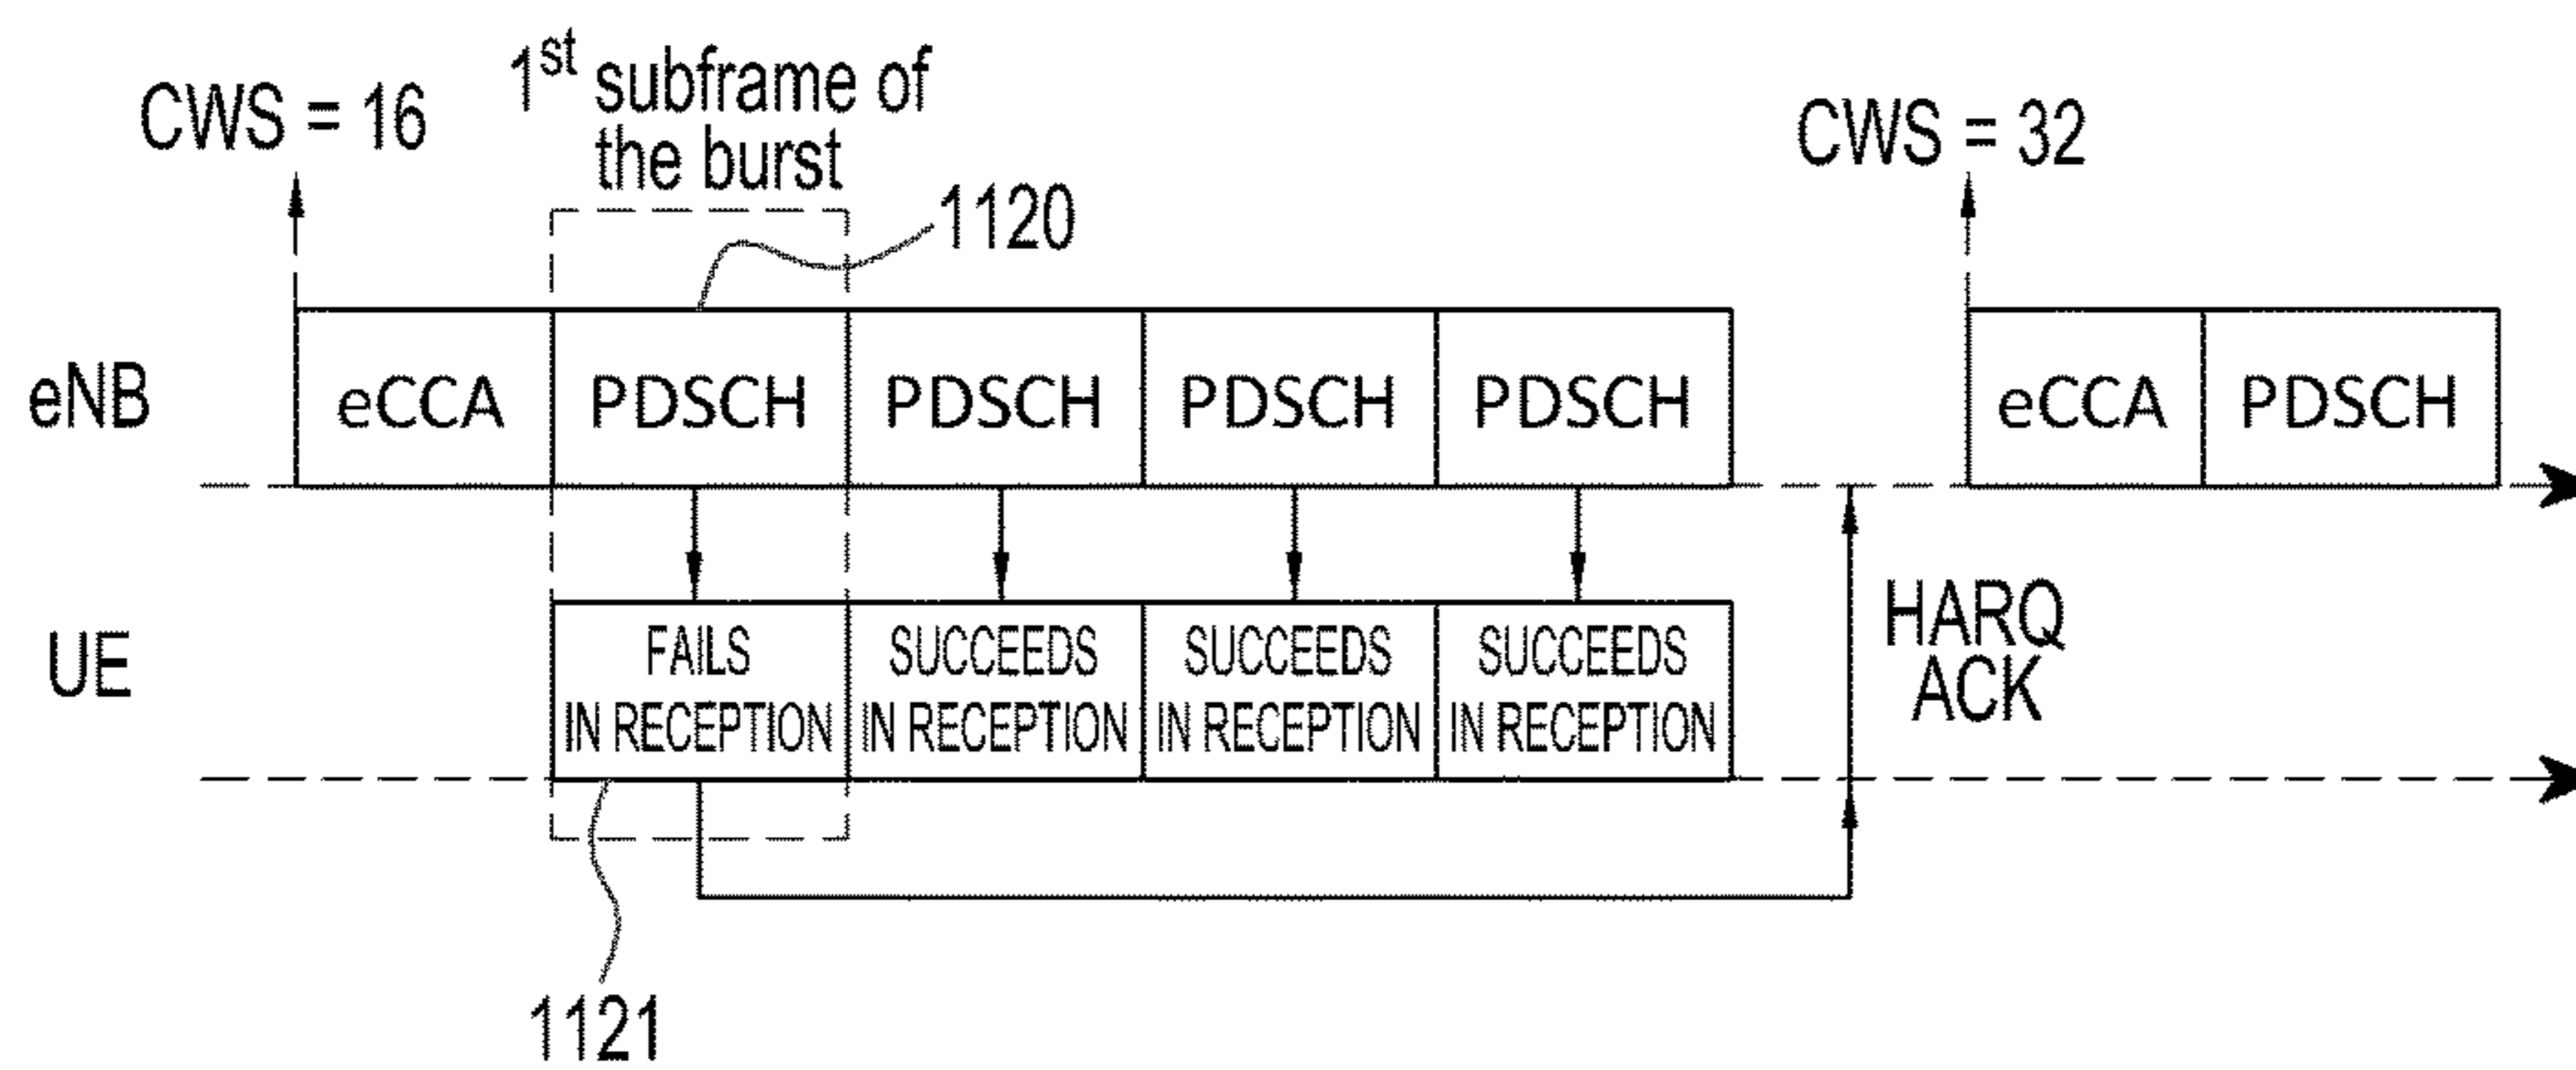 CWS = 16
1st subframe of
the burst
1120
CWS = 32
eNB
eCCA
PDSCH
PDSCH
PDSCH
PDSCH
eCCA
PDSCH
UE
FAILS
IN RECEPTION
SUCCEEDS
IN RECEPTION
SUCCEEDS
IN RECEPTION
SUCCEEDS
IN RECEPTION
HARQ
ACK
1121